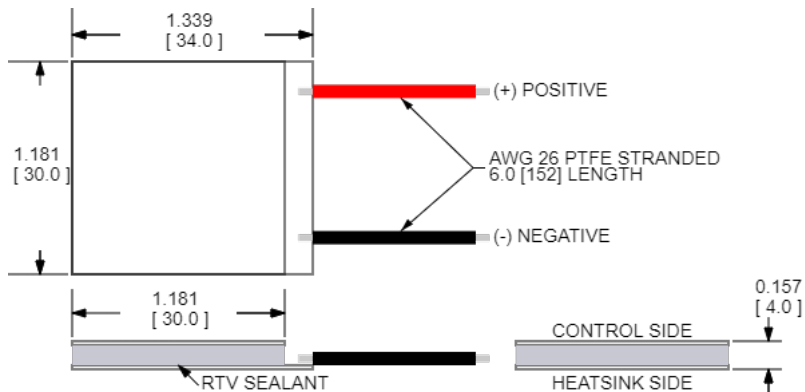 1.339
[ 34.0 ]
(+) POSITIVE
1.181
[ 30.0 ]
AWG 26 PTFE STRANDED
6.0 [152] LENGTH
(-) NEGATIVE
1.181
[ 30.0 ]
0.157
[ 4.0 ]
CONTROL SIDE
RTV SEALANT
HEATSINK SIDE